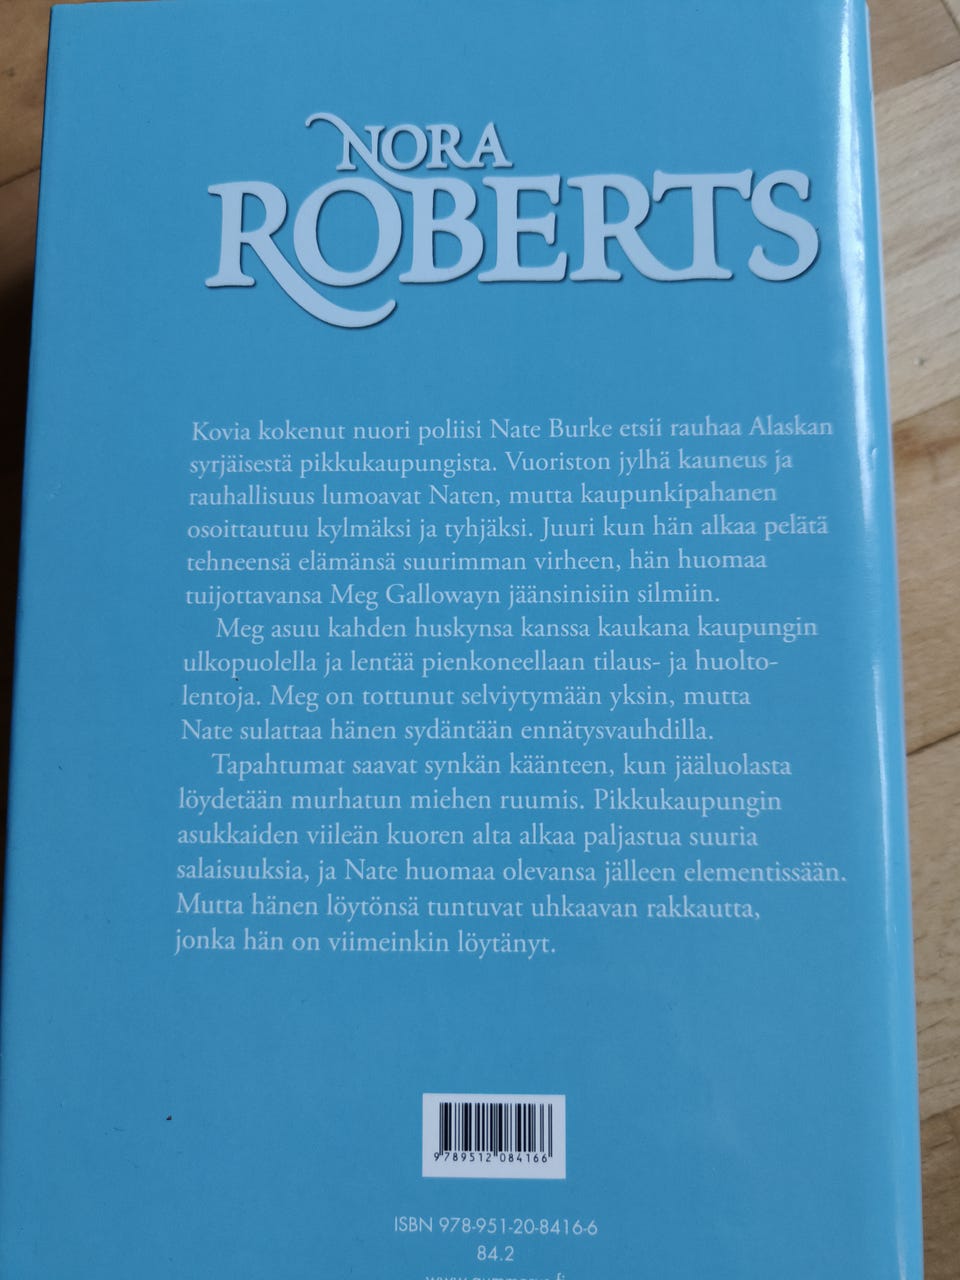 NORA
ROBERTS
Kovia kokenut nuori poliisi Nate Burke etsii rauhaa Alaskan
syrjäisestä pikkukaupungista. Vuoriston jylhä kauneus ja
rauhallisuus lumoavat Naten, mutta kaupunkipahanen
osoittautuu kylmäksi ja tyhjäksi. Juuri kun hän alkaa pelätä
tehneensä elämänsä suurimman virheen, hän huomaa
tuijottavansa Meg Gallowayn jäänsinisiin silmiin.
Meg asuu kahden huskynsa kanssa kaukana kaupungin
ulkopuolella ja lentää pienkoneellaan tilaus- ja huolto-
lentoja. Meg on tottunut selviytymään yksin, mutta
Nate sulattaa hänen sydäntään ennätysvauhdilla.
Tapahtumat saavat synkän käänteen, kun jääluolasta
löydetään murhatun miehen ruumis. Pikkukaupungin
asukkaiden viileän kuoren alta alkaa paljastua suuria
salaisuuksia, ja Nate huomaa olevansa jälleen elementissään.
Mutta hänen löytönsä tuntuvat uhkaavan rakkautta,
jonka hän on viimeinkin löytänyt.
9 789512 084166
ISBN 978-951-20-8416-6
84.2